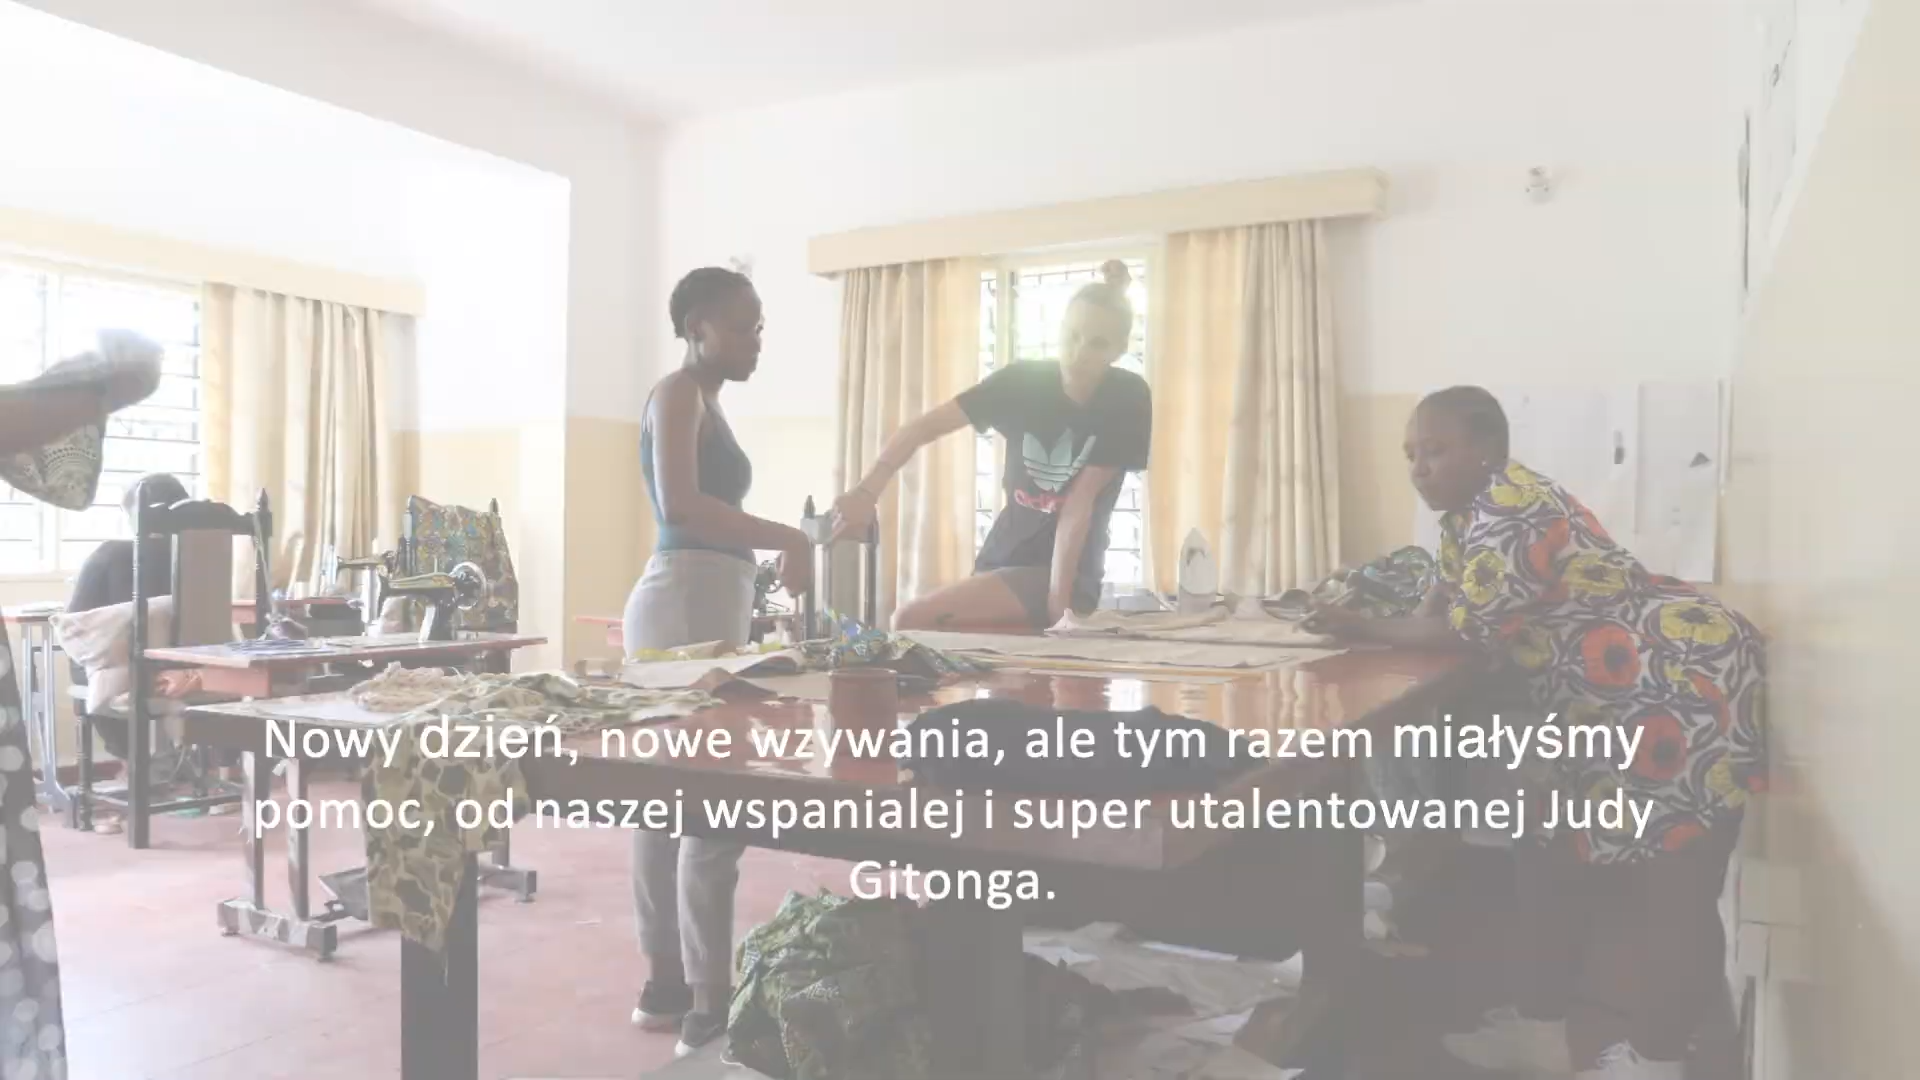 Nowy dzień, nowe wzywania, ale tym razem miałyśmy
pomoc, od naszej wspanialej i super utalentowanej Judy
Gitonga.